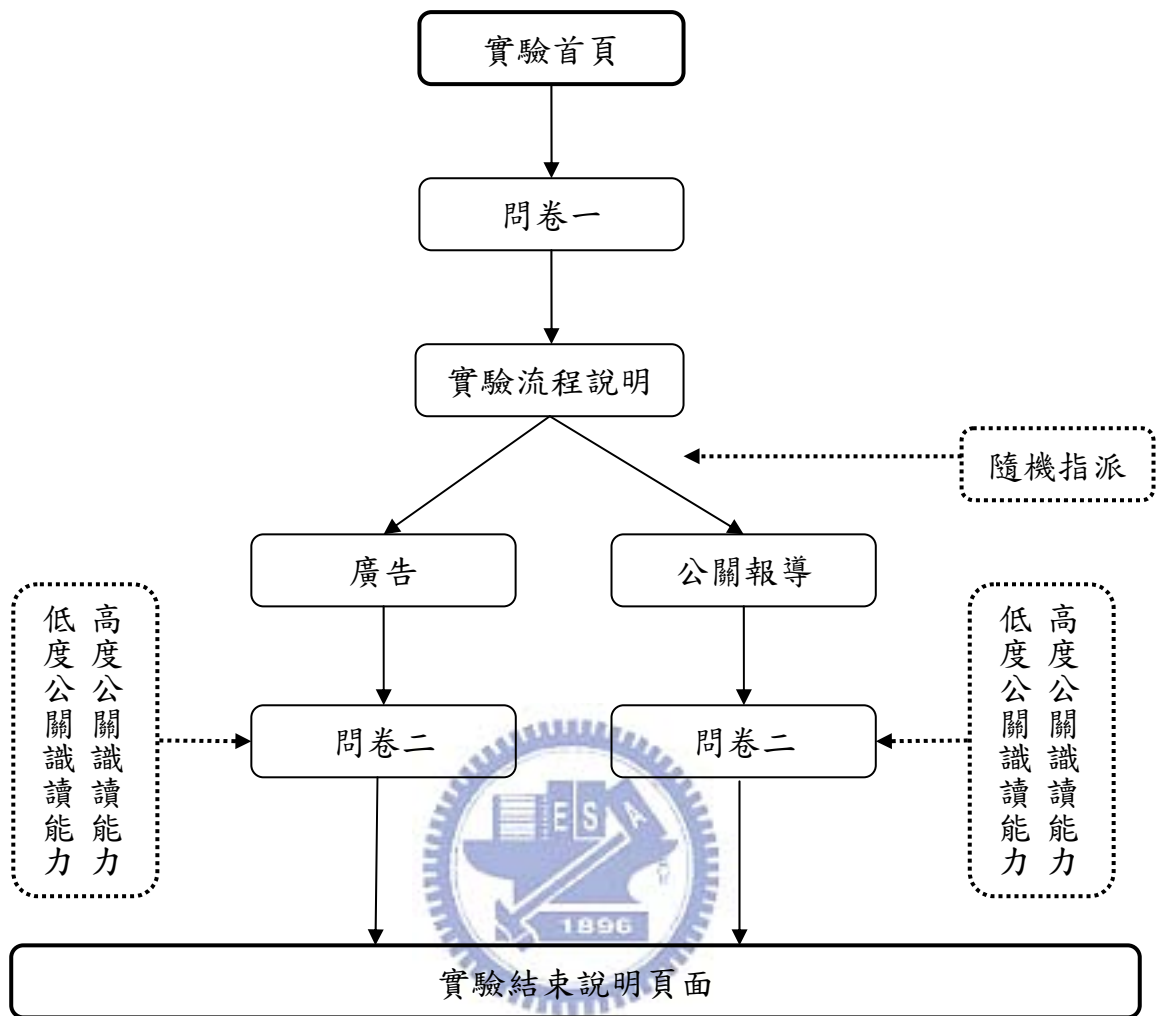 實驗首頁
問卷一
實驗流程說明
隨機指派
廣告
公關報導
高度公關識讀能力
低度公關識讀能力
問卷二
問卷二
高度公關識讀能力
低度公關識讀能力
ESA
1896
實驗結束說明頁面